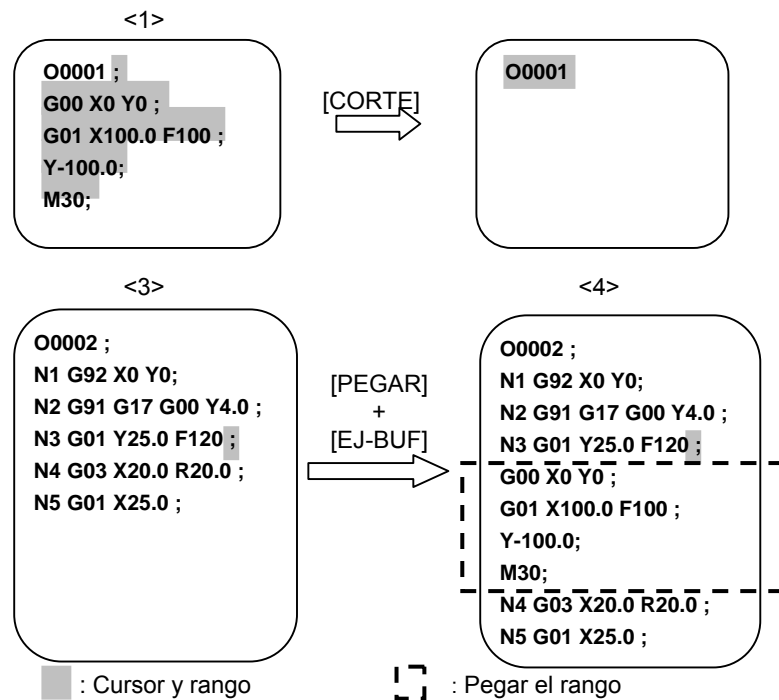 <1>
O0001 ;
G00 X0 Y0 ;
G01 X100.0 F100 ;
Y-100.0;
M30;
[CORTE]
O0001
<3>
O0002 ;
N1 G92 X0 Y0;
N2 G91 G17 G00 Y4.0 ;
N3 G01 Y25.0 F120 ;
N4 G03 X20.0 R20.0 ;
N5 G01 X25.0 ;
[PEGAR]
+
[EJ-BUF]
<4>
O0002 ;
N1 G92 X0 Y0;
N2 G91 G17 G00 Y4.0 ;
N3 G01 Y25.0 F120 ;
G00 X0 Y0 ;
G01 X100.0 F100 ;
Y-100.0;
M30;
N4 G03 X20.0 R20.0 ;
N5 G01 X25.0 ;
: Cursor y rango
: Pegar el rango